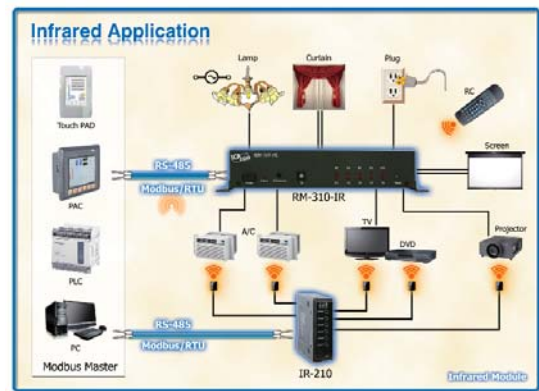 Infrared Application
Lamp
Curtain
Plug
RC
Touch PAD
RS-485
Modbus/RTU
Screen
PAC
RM-310-IR
A/C
TV
DVD
Projector
PLC
RS-485
Modbus/RTU
PC
Modbus Master
IR-210
Infrared Module